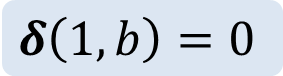 𝜹(1, 𝑏) = 0